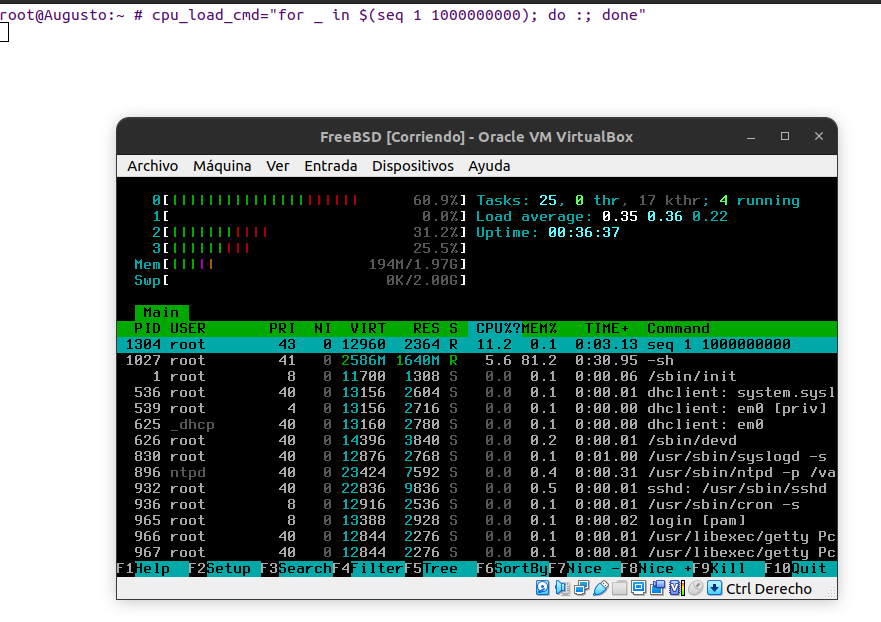 root@Augusto:~ # cpu_load_cmd="for _ in $(seq 1 1000000000); do :; done"
FreeBSD [Corriendo] - Oracle VM VirtualBox
Archivo Máquina Ver Entrada Dispositivos Ayuda
0[||||||||||||||||||||| 60.9%] Tasks: 25, 0 thr, 17 kthr; 4 running
1[ 0.0%] Load average: 0.35 0.36 0.22
2[||||||||||| 31.2%] Uptime: 00:36:37
3[||||||||| 25.5%]
Mem[||||| 194M/1.97G]
Swp[ 0K/2.00G]
Main
PID USER PRI NI VIRT RES S CPU%?MEM% TIME+ Command
1304 root 43 0 12960 2364 R 11.2 0.1 0:03.13 seq 1 1000000000
1027 root 41 0 2586M 1640M R 5.6 81.2 0:30.95 -sh
1 root 8 0 11700 1308 S 0.0 0.1 0:00.06 /sbin/init
536 root 40 0 13156 2604 S 0.0 0.1 0:00.01 dhclient: system.sysl
539 root 4 0 13156 2716 S 0.0 0.1 0:00.00 dhclient: em0 [priv]
625 _dhcp 40 0 13160 2780 S 0.0 0.1 0:00.00 dhclient: em0
626 root 40 0 14396 3840 S 0.0 0.2 0:00.01 /sbin/devd
830 root 40 0 12876 2768 S 0.0 0.1 0:01.00 /usr/sbin/syslogd -s
896 ntpd 40 0 23424 7592 S 0.0 0.4 0:00.31 /usr/sbin/ntpd -p /va
932 root 40 0 22836 9836 S 0.0 0.5 0:00.01 sshd: /usr/sbin/sshd
936 root 8 0 12916 2536 S 0.0 0.1 0:00.01 /usr/sbin/cron -s
965 root 8 0 13388 2928 S 0.0 0.1 0:00.02 login [pam]
966 root 40 0 12844 2276 S 0.0 0.1 0:00.01 /usr/libexec/getty Pc
967 root 40 0 12844 2276 S 0.0 0.1 0:00.01 /usr/libexec/getty Pc
F1Help F2Setup F3SearchF4FilterF5Tree F6SortByF7Nice -F8Nice +F9Kill F10Quit
Ctrl Derecho